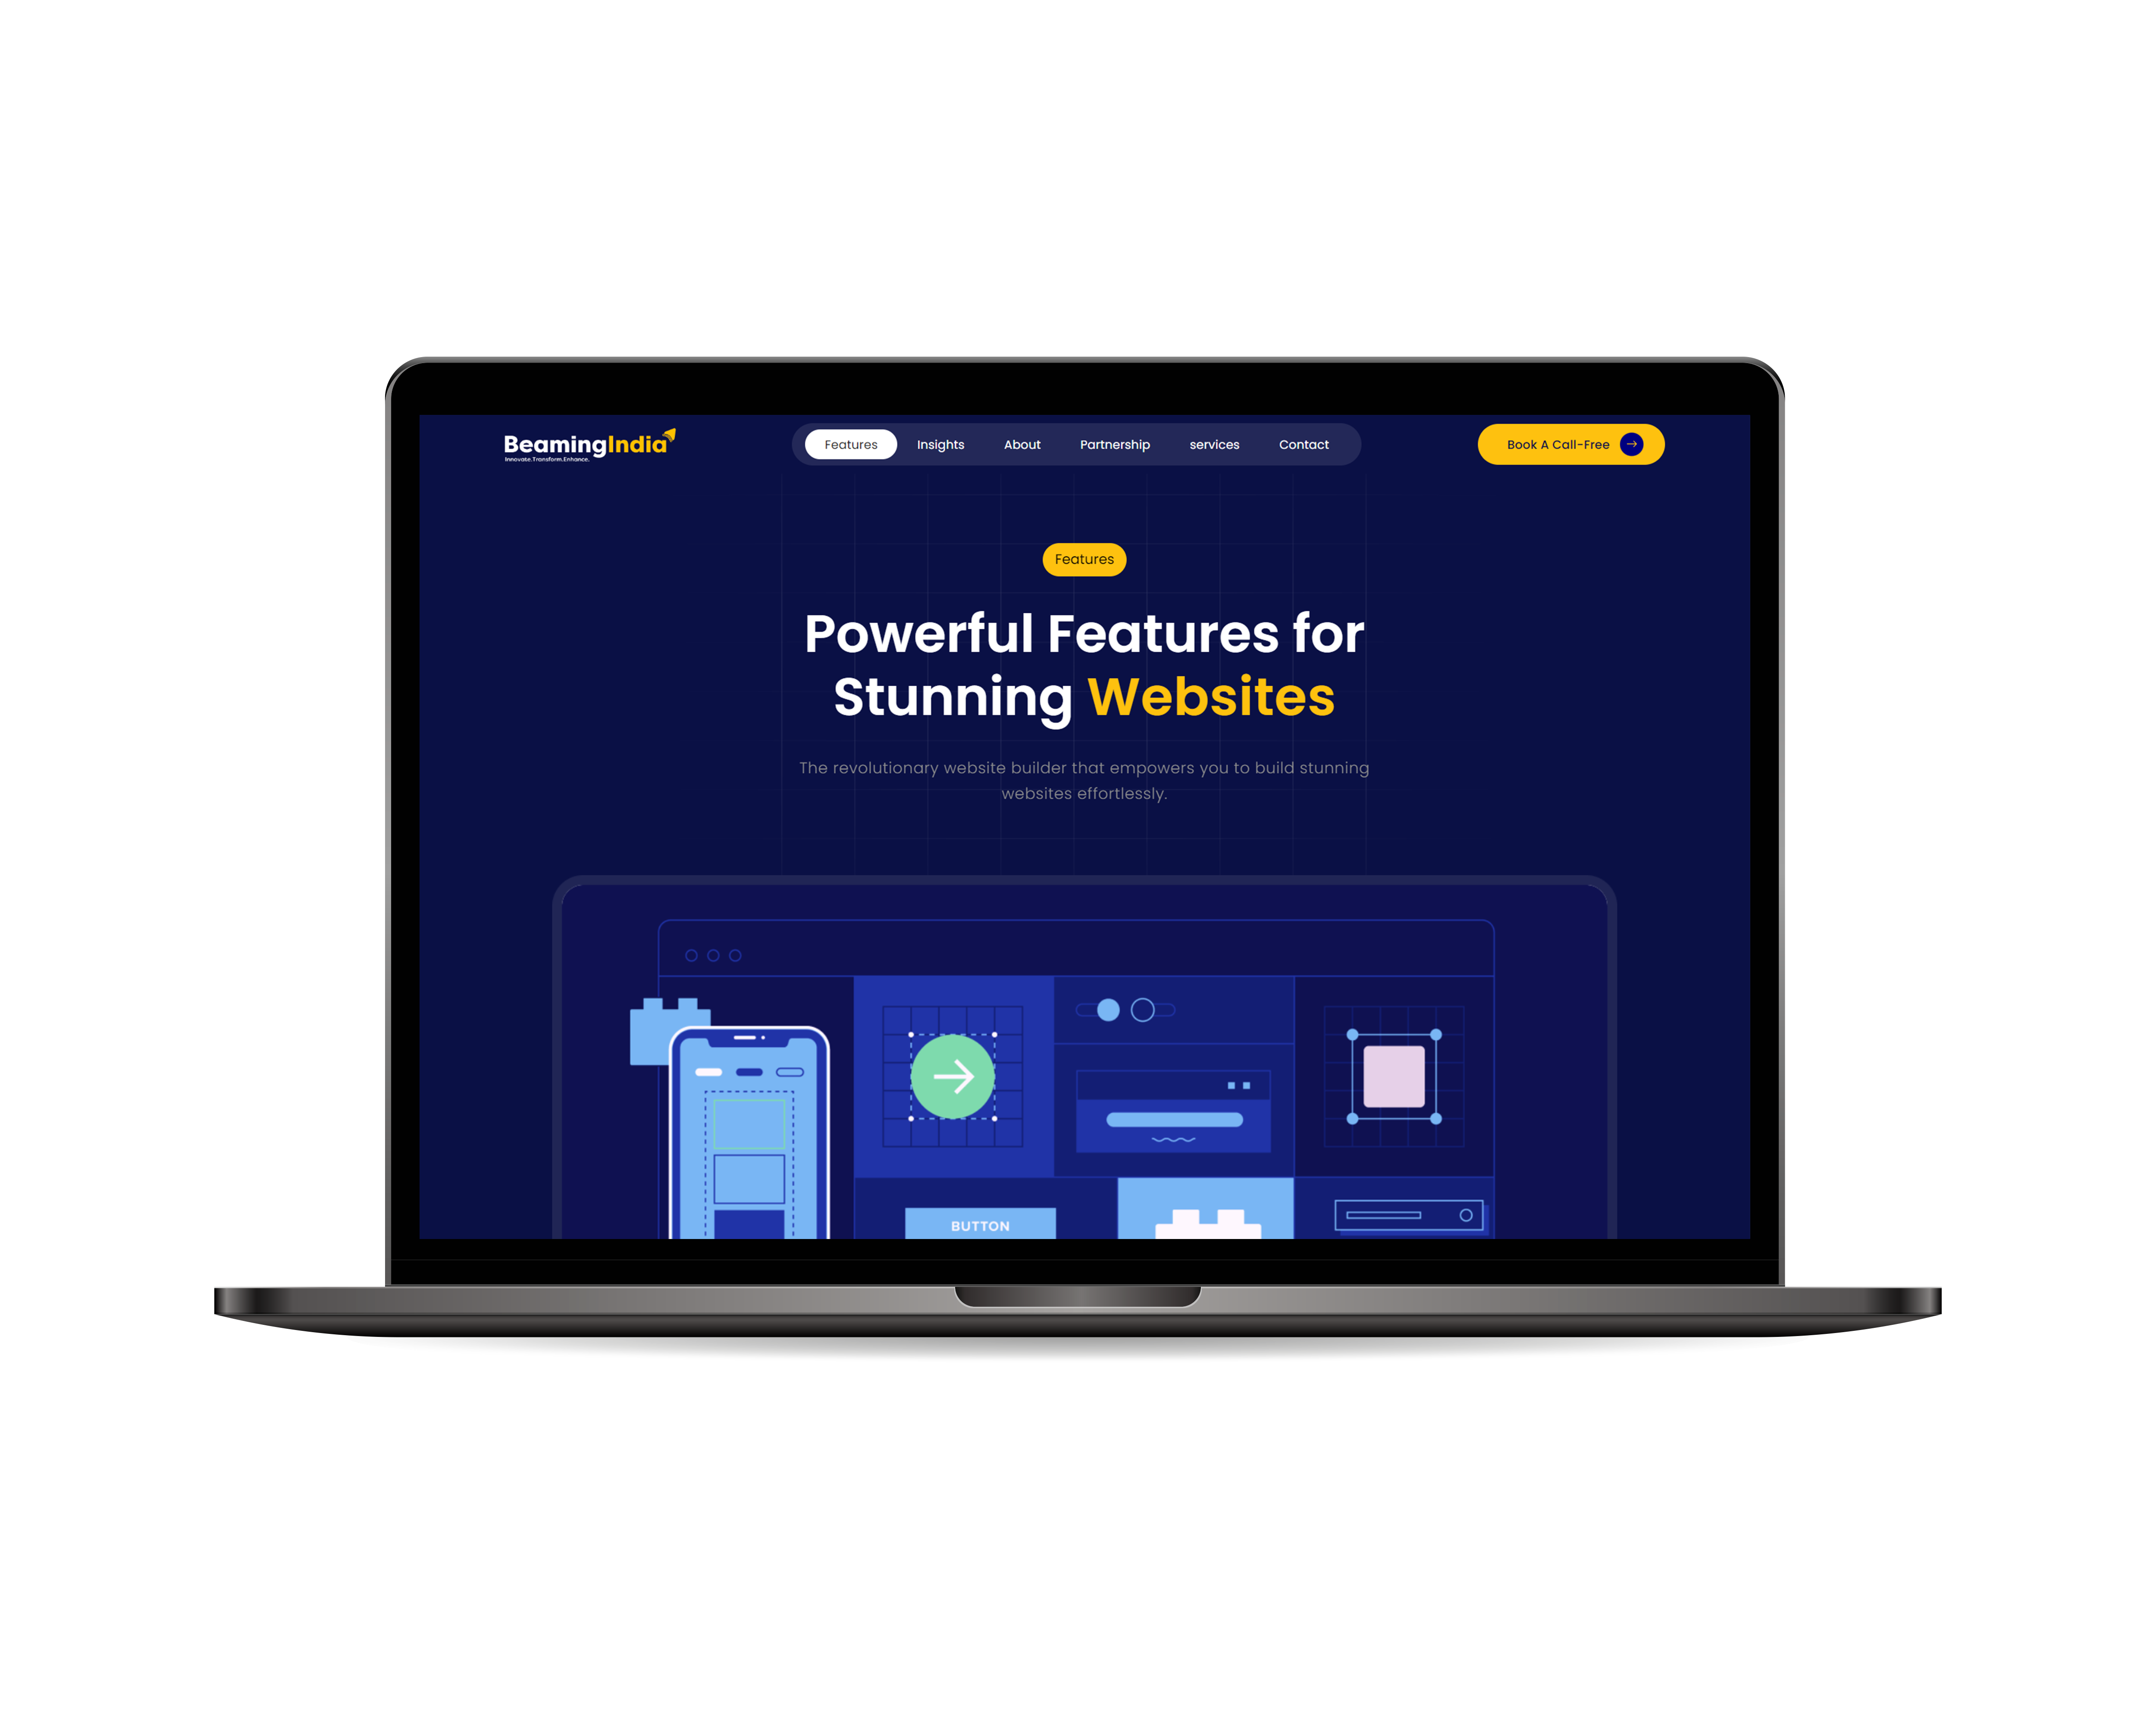 BeamingIndia
Innovate.Transform.Enhance.
Features Insights About Partnership services Contact
Book A Call-Free
Features
Powerful Features for
Stunning Websites
The revolutionary website builder that empowers you to build stunning
websites effortlessly.
BUTTON